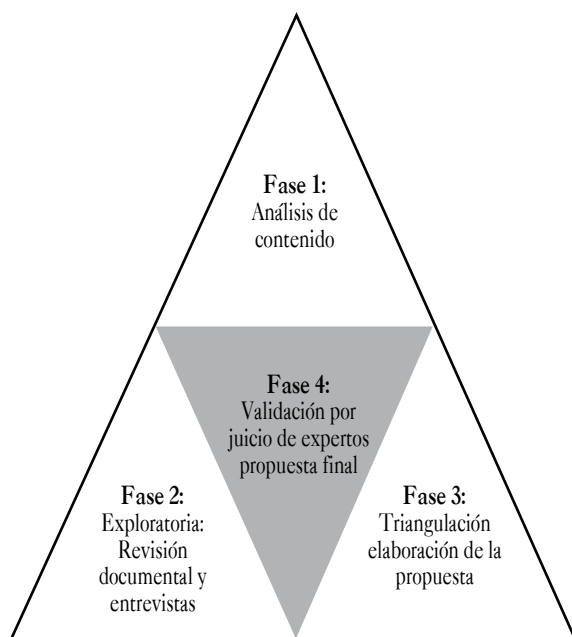 Fase 1:
Análisis de
contenido
Fase 4:
Validación por
juicio de expertos
propuesta final
Fase 2:
Exploratoria:
Revisión
documental y
entrevistas
Fase 3:
Triangulación
elaboración de la
propuesta